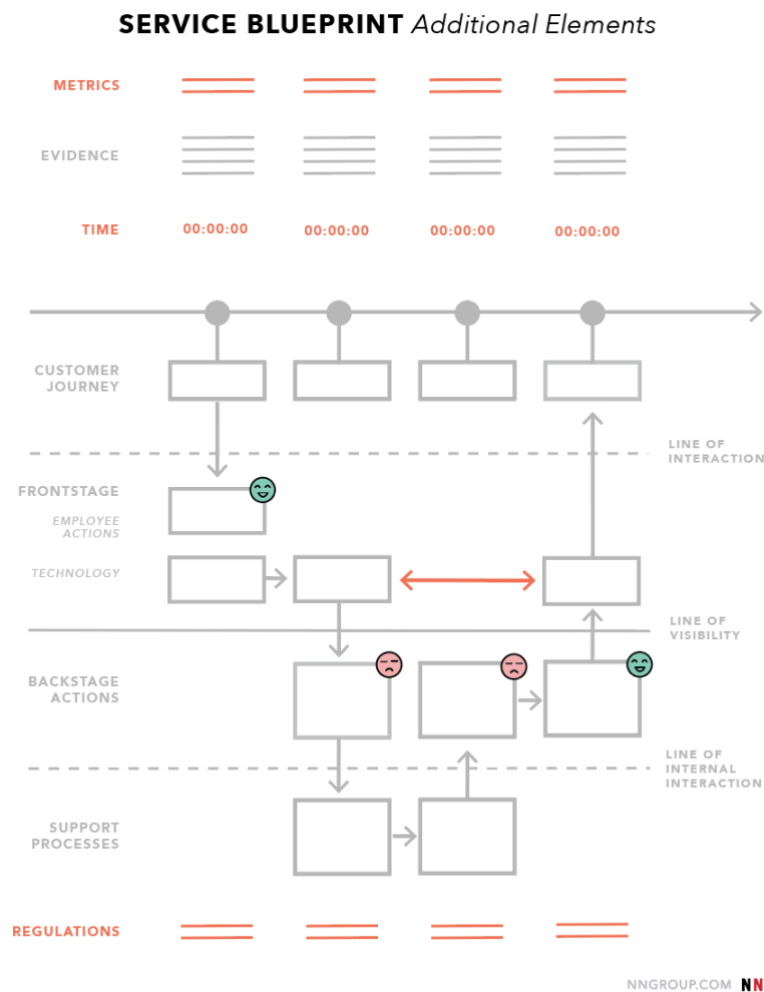 SERVICE BLUEPRINT Additional Elements
METRICS
EVIDENCE
TIME 00:00:00 00:00:00 00:00:00 00:00:00
CUSTOMER
JOURNEY
LINE OF
INTERACTION
FRONTSTAGE
EMPLOYEE
ACTIONS
TECHNOLOGY
LINE OF
VISIBILITY
BACKSTAGE
ACTIONS
LINE OF
INTERNAL
INTERACTION
SUPPORT
PROCESSES
REGULATIONS
NNGROUP.COM NN